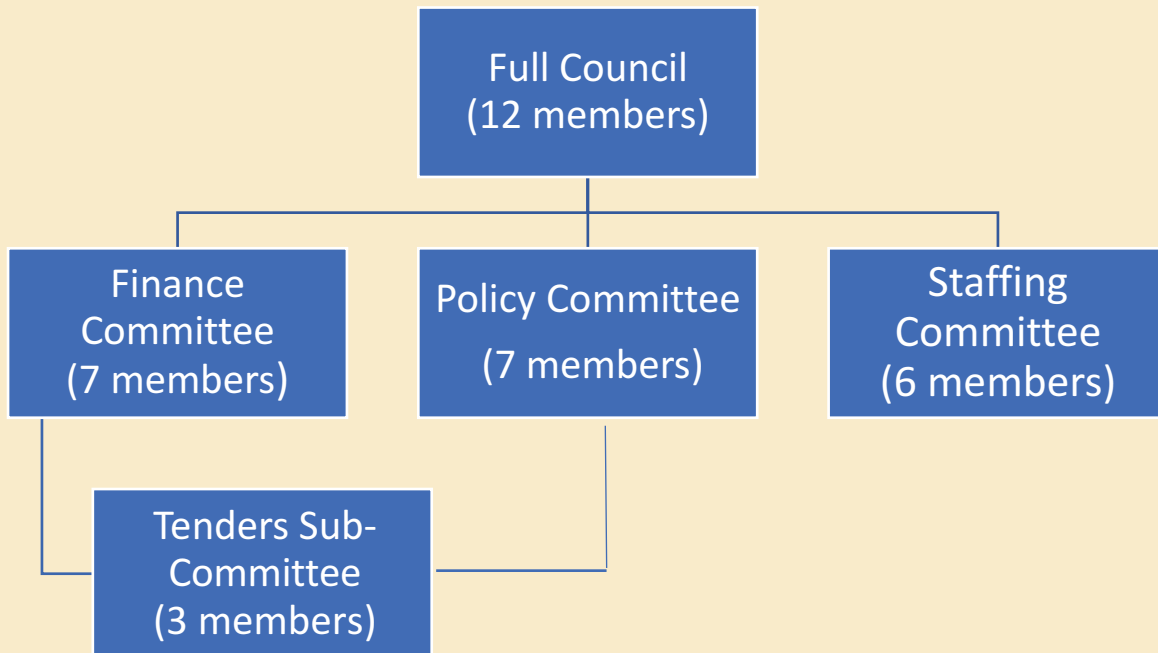 Full Council
(12 members)
Finance
Committee
(7 members)
Policy Committee
(7 members)
Staffing
Committee
(6 members)
Tenders Sub-
Committee
(3 members)